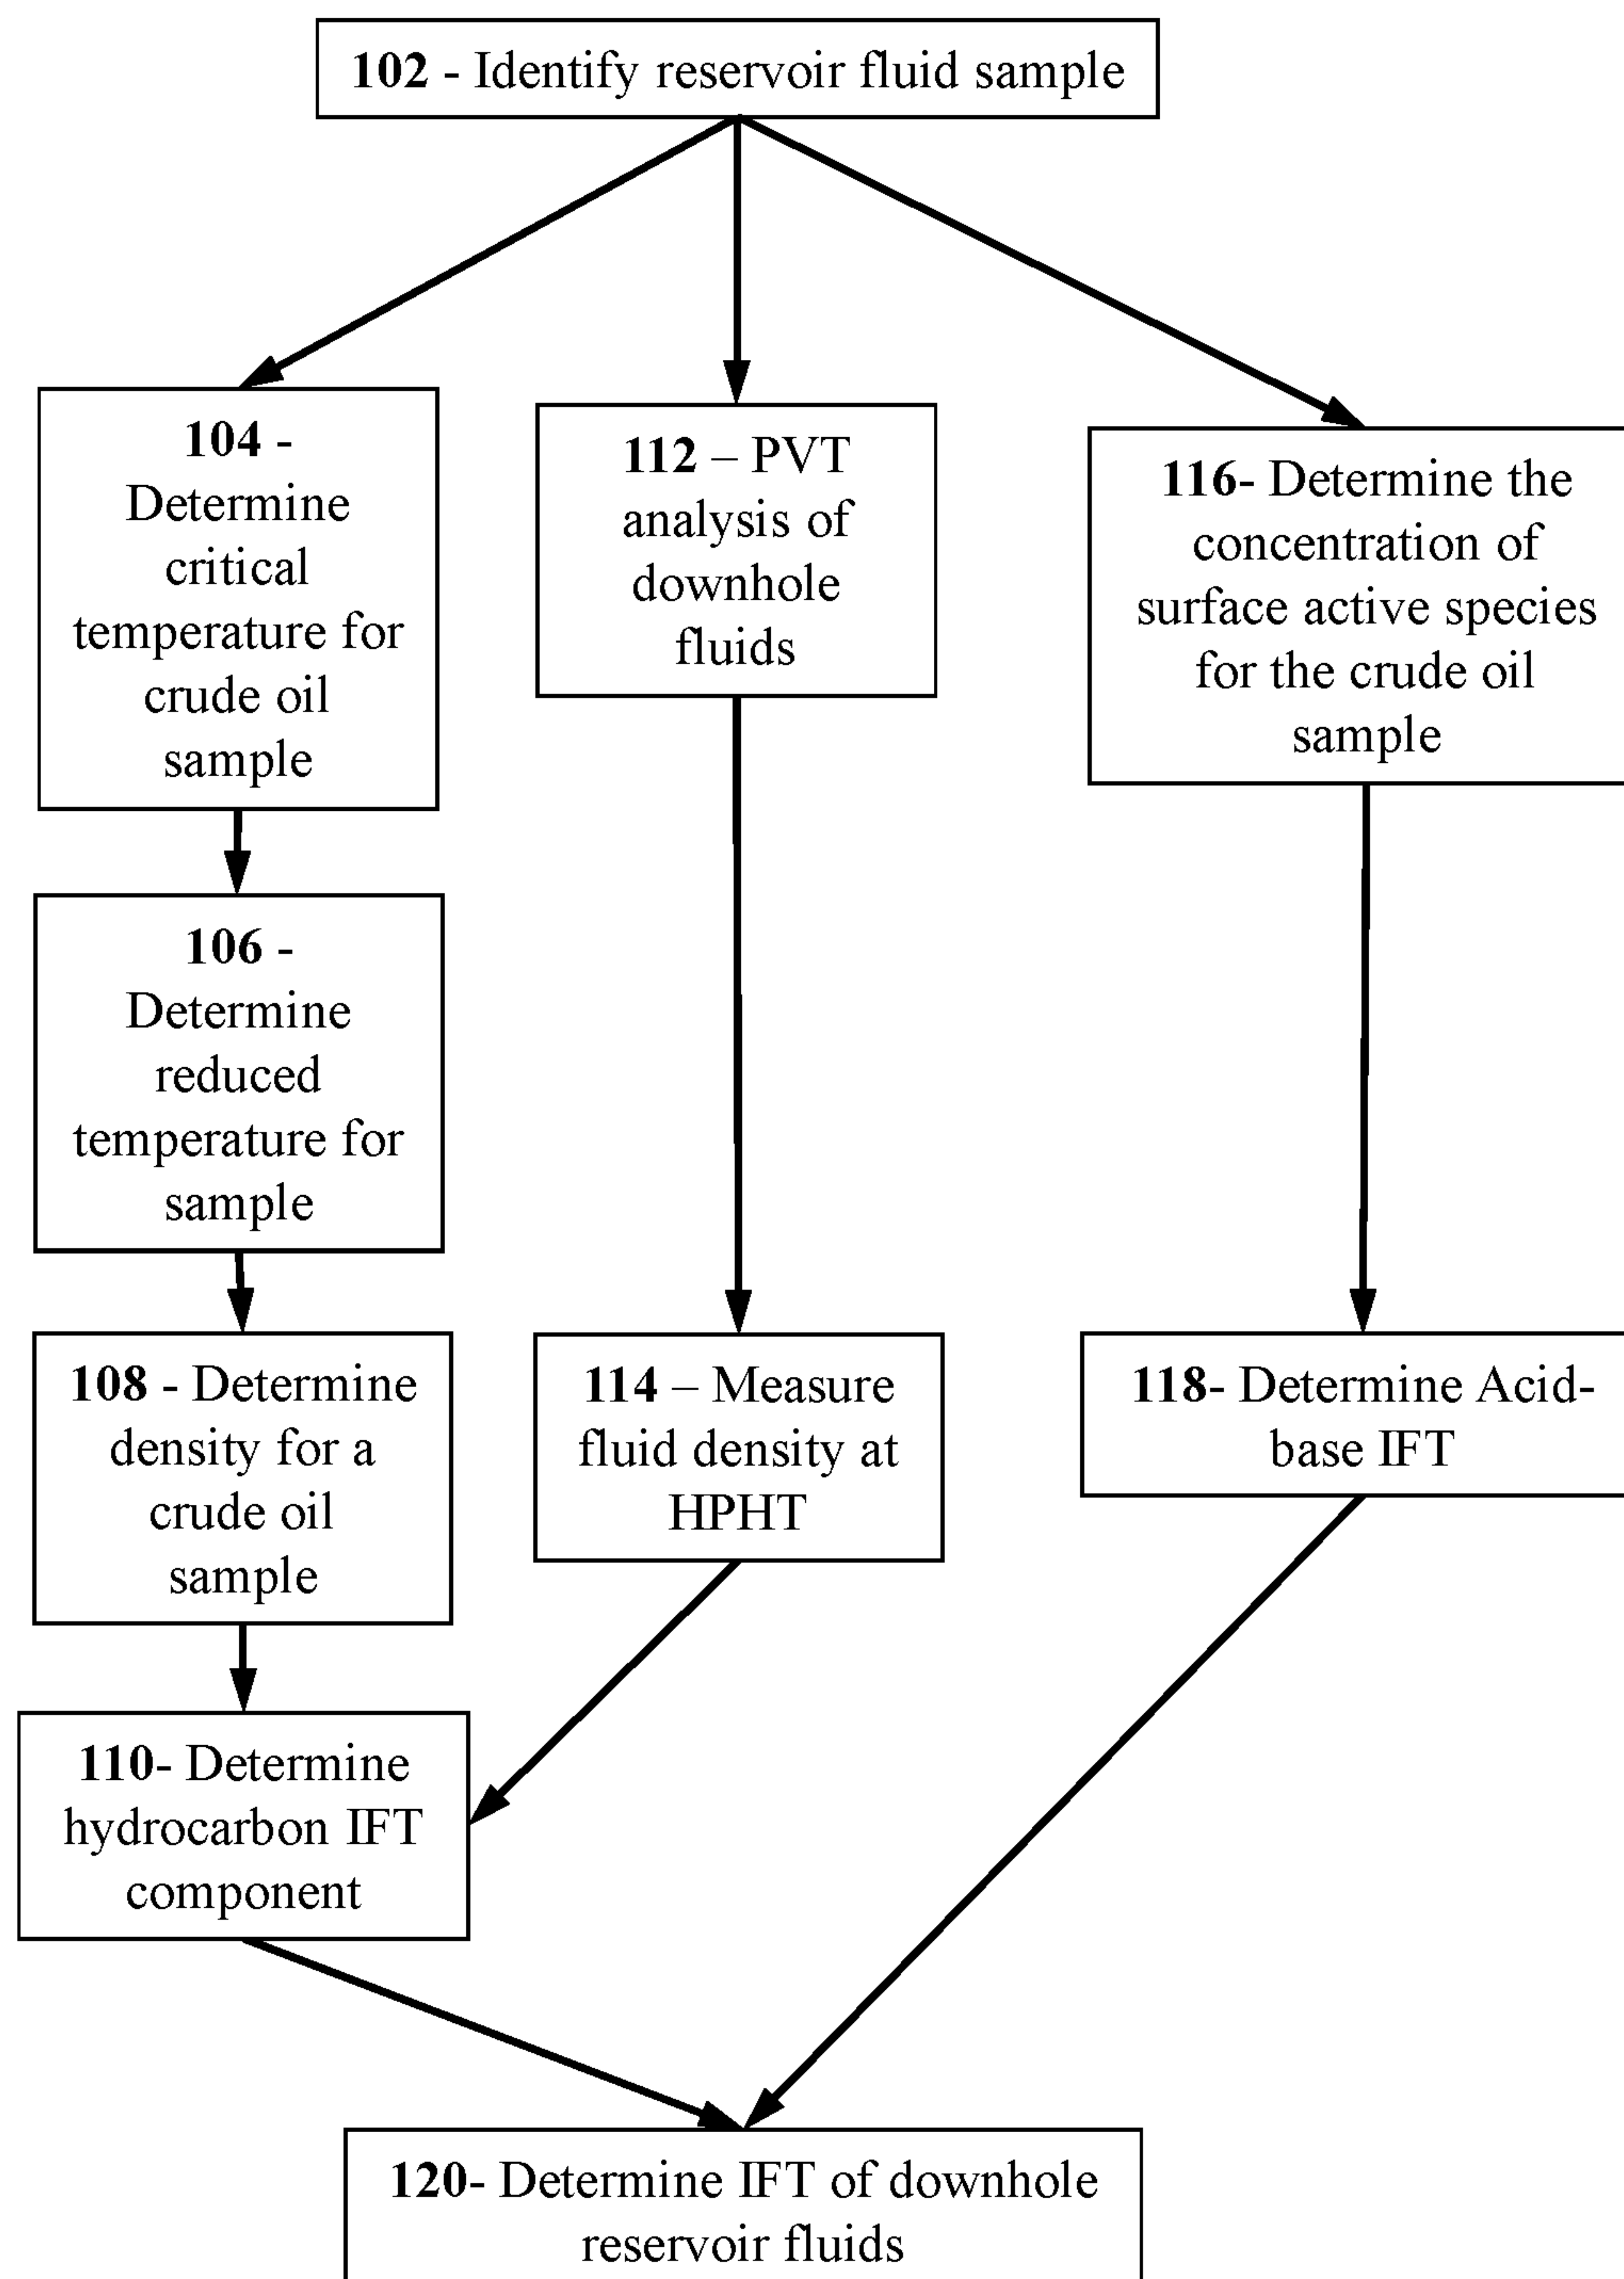 102 - Identify reservoir fluid sample
104 -
Determine
critical
temperature for
crude oil
sample
112 – PVT
analysis of
downhole
fluids
116- Determine the
concentration of
surface active species
for the crude oil
sample
106 -
Determine
reduced
temperature for
sample
108 - Determine
density for a
crude oil
sample
114 – Measure
fluid density at
HPHT
118- Determine Acid-
base IFT
110- Determine
hydrocarbon IFT
component
120- Determine IFT of downhole
reservoir fluids